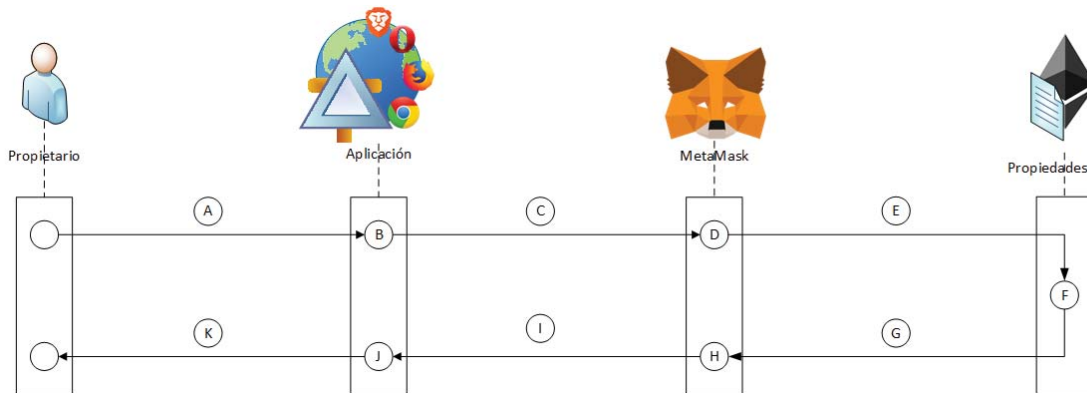 Propietario
Aplicación
MetaMask
Propiedades
A
C
E
B
D
F
K
I
G
J
H